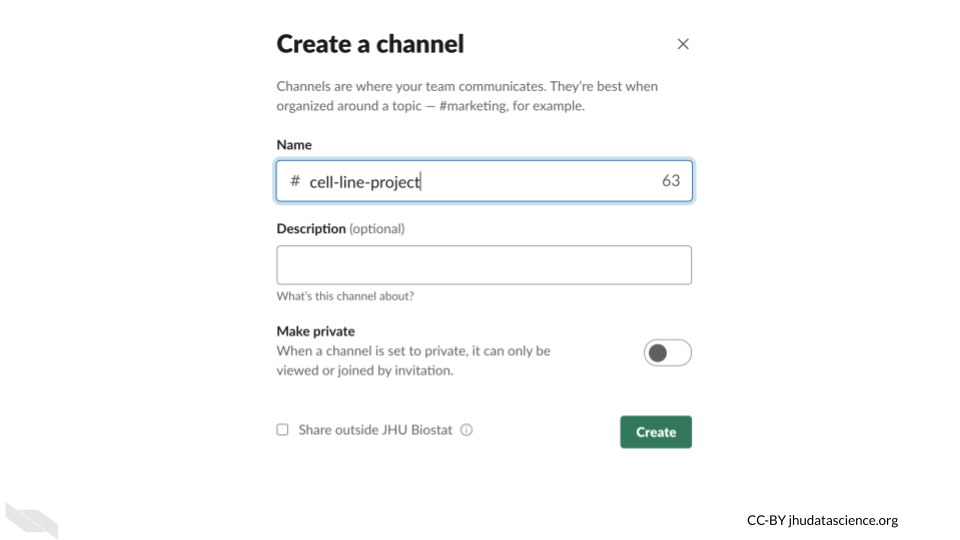 Create a channel
Channels are where your team communicates. They're best when
organized around a topic — #marketing, for example.
Name
# cell-line-project 63
Description (optional)
What's this channel about?
Make private
When a channel is set to private, it can only be
viewed or joined by invitation.
Share outside JHU Biostat
Create
CC-BY jhudatascience.org